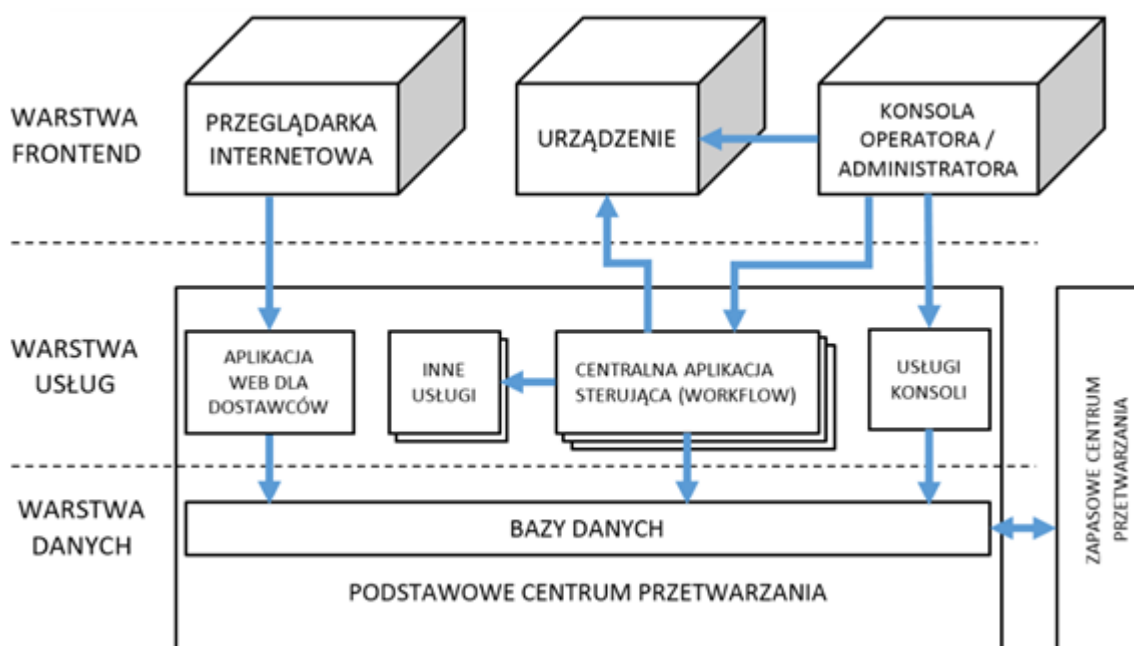 WARSTWA
FRONTEND
PRZEGLĄDARKA
INTERNETOWA
URZĄDZENIE
KONSOLA
OPERATORA /
ADMINISTRATORA
WARSTWA
USŁUG
APLIKACJA
WEB DLA
DOSTAWCÓW
INNE
USŁUGI
CENTRALNA APLIKACJA
STERUJĄCA (WORKFLOW)
USŁUGI
KONSOLI
ZAPASOWE CENTRUM
PRZETWARZANIA
WARSTWA
DANYCH
BAZY DANYCH
PODSTAWOWE CENTRUM PRZETWARZANIA